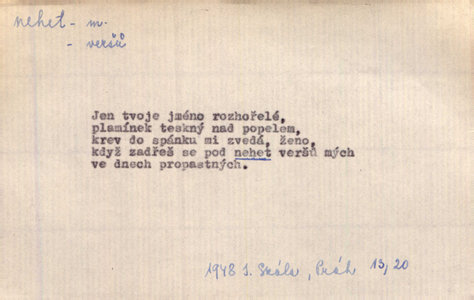 nehet - m.
- veršů
Jen tvoje jméno rozhořelé,
plamínek teskný nad popelem,
krev do spánku mi zvedá, ženo,
když zadřeš se pod nehet veršů mých
ve dnech propastných.
1948 I. Skála, Práh 13, 20